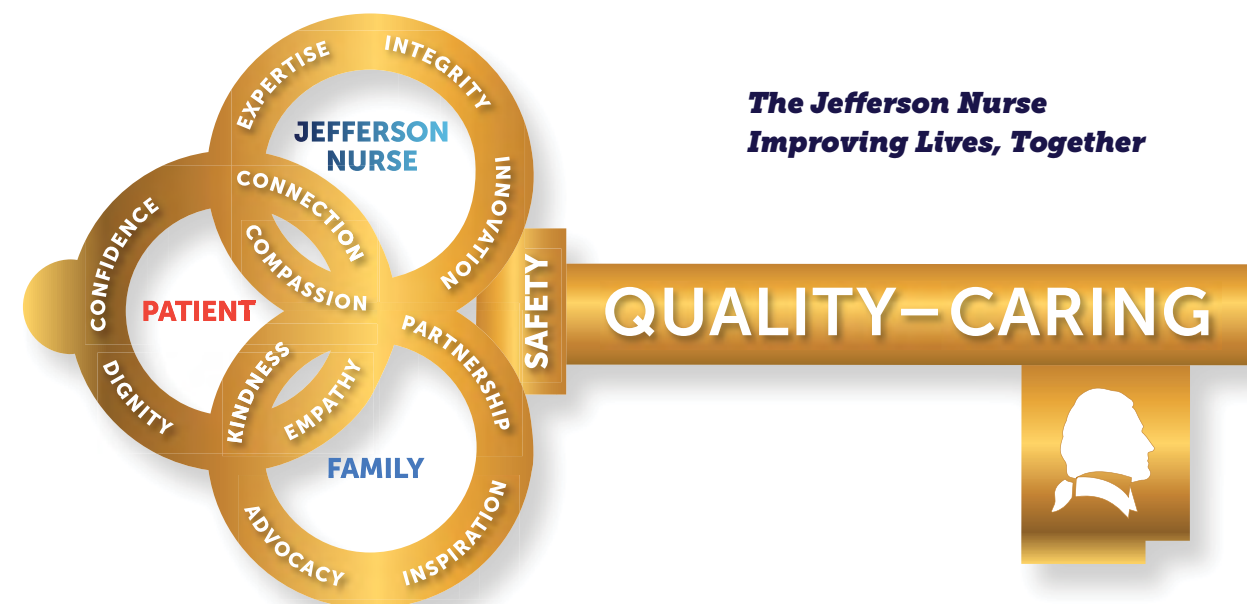 The Jefferson Nurse
Improving Lives, Together
EXPERTISE
INTEGRITY
INNOVATION
JEFFERSON
NURSE
CONNECTION
COMPASSION
CONFIDENCE
PATIENT
DIGNITY
KINDNESS
EMPATHY
PARTNERSHIP
FAMILY
ADVOCACY
INSPIRATION
SAFETY
QUALITY–CARING